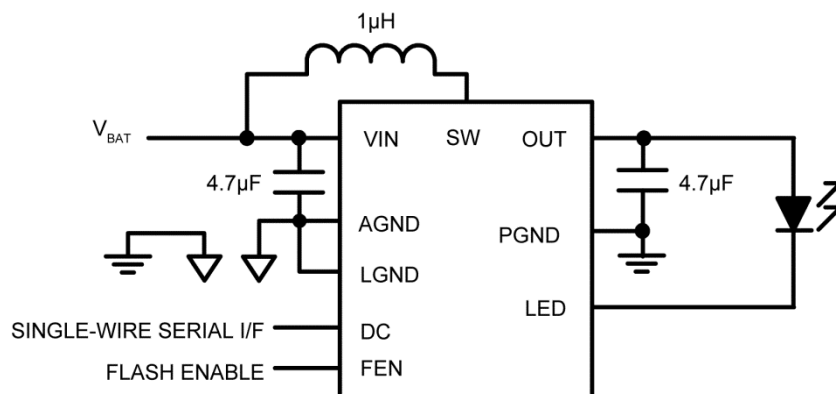 1µH
V_BAT
VIN
SW
OUT
4.7µF
4.7µF
AGND
PGND
LGND
LED
SINGLE-WIRE SERIAL I/F
DC
FLASH ENABLE
FEN